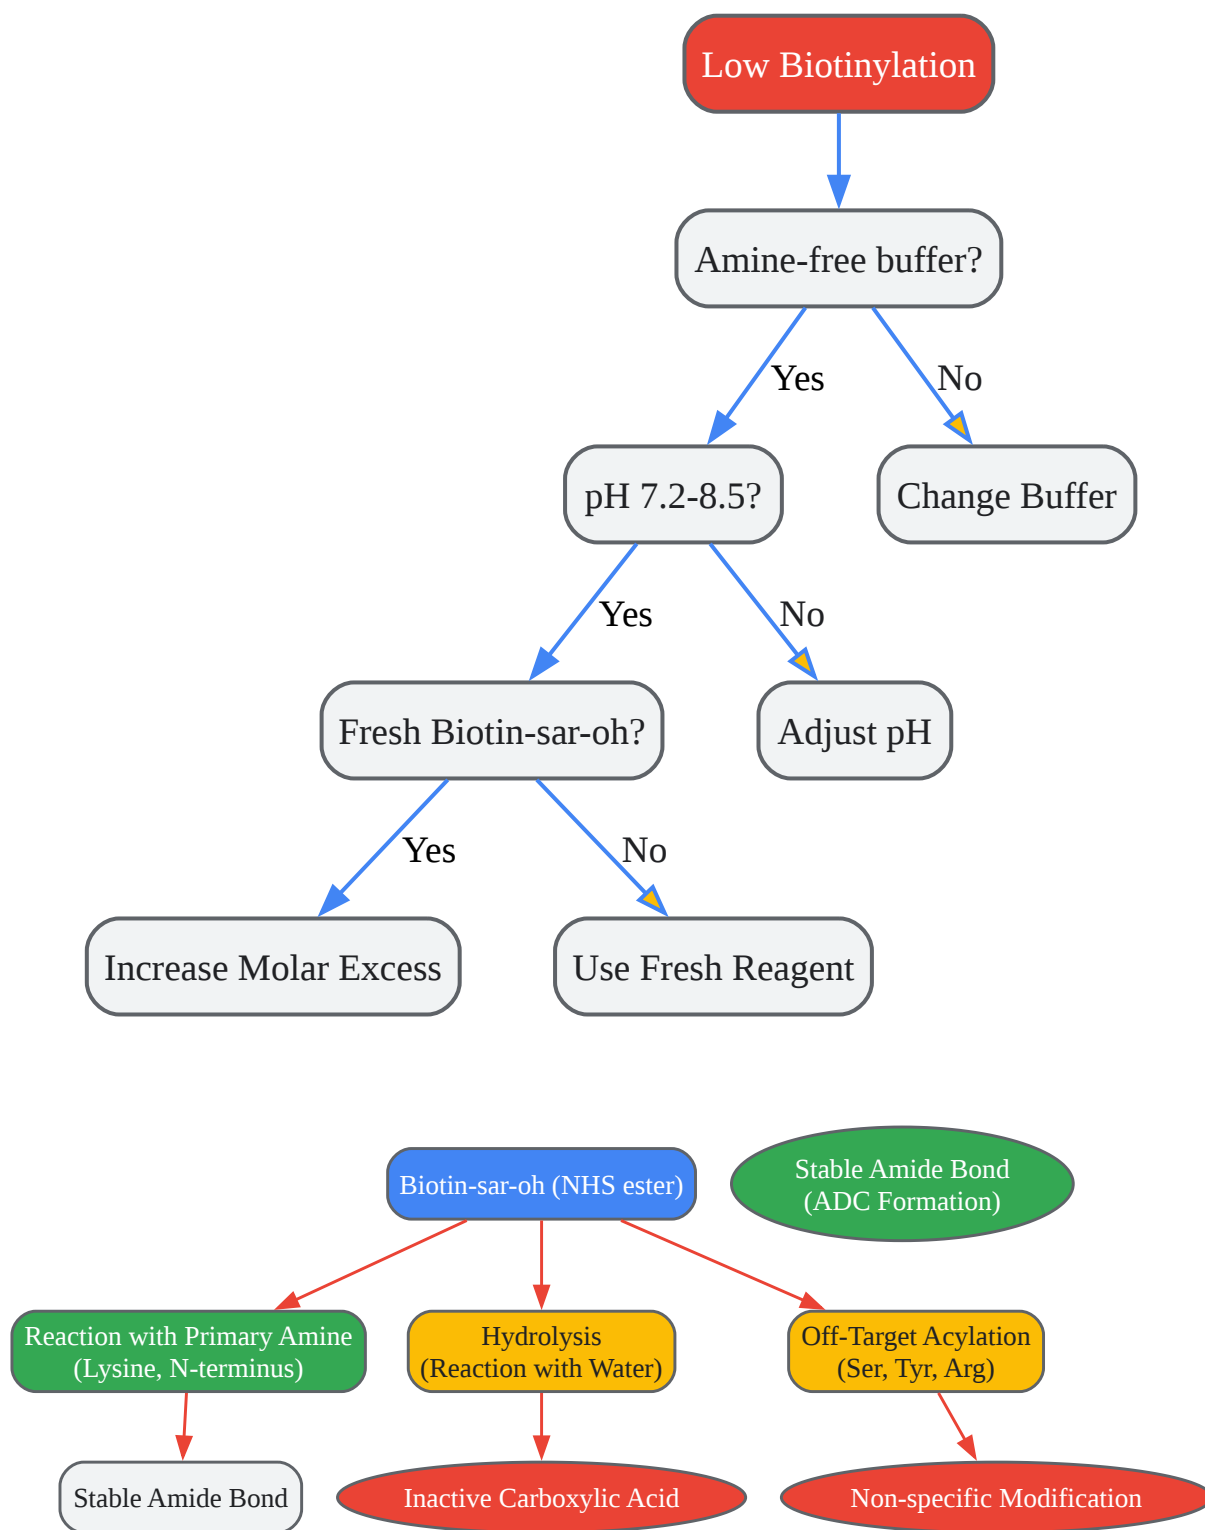 Low Biotinylation
Amine-free buffer?
Yes
No
pH 7.2-8.5?
Change Buffer
Yes
No
Fresh Biotin-sar-oh?
Adjust pH
Yes
No
Increase Molar Excess
Use Fresh Reagent
Biotin-sar-oh (NHS ester)
Stable Amide Bond
(ADC Formation)
Reaction with Primary Amine
(Lysine, N-terminus)
Hydrolysis
(Reaction with Water)
Off-Target Acylation
(Ser, Tyr, Arg)
Stable Amide Bond
Inactive Carboxylic Acid
Non-specific Modification